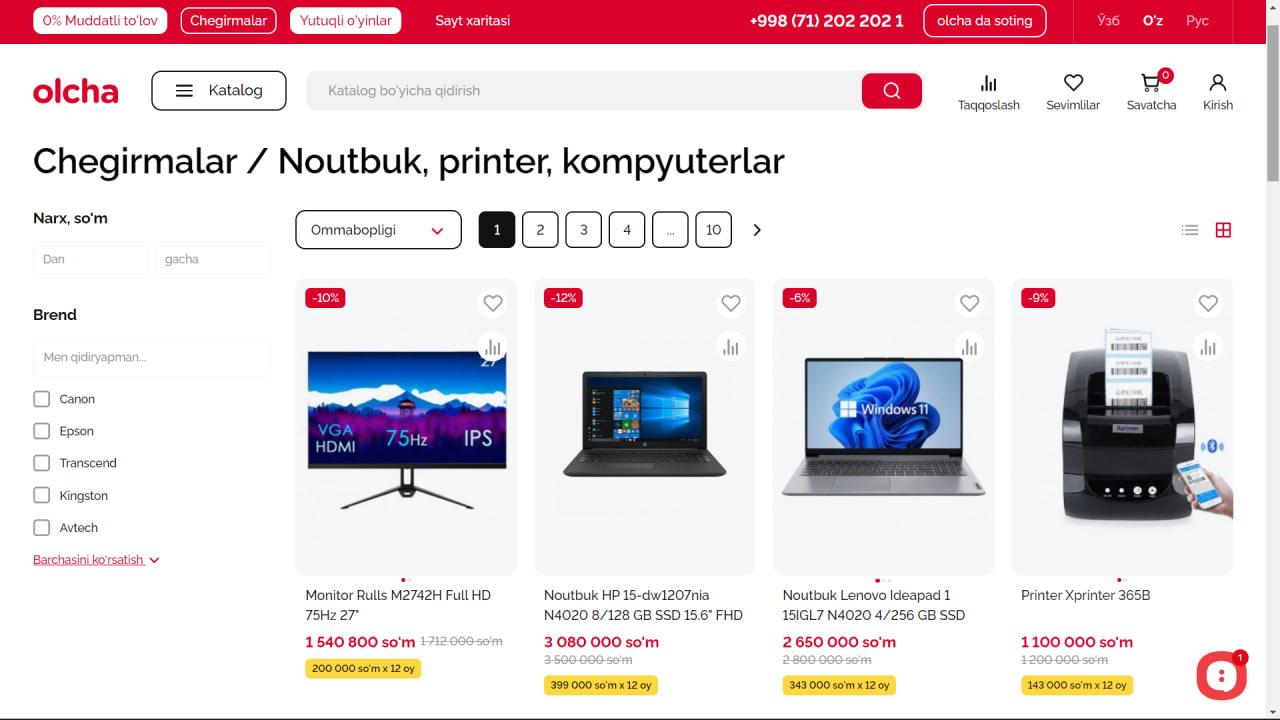 0% Muddatli to'lov
Chegirmalar
Yutuqli o'yinlar
Sayt xaritasi
+998 (71) 202 202 1
olcha da soting
Ўзб
O'z
Рус
olcha
Katalog
Katalog bo'yicha qidirish
Taqqoslash
Sevimlilar
0
Savatcha
Kirish
Chegirmalar / Noutbuk, printer, kompyuterlar
Narx, so'm
Dan
gacha
Brend
Men qidiryapman...
Canon
Epson
Transcend
Kingston
Avtech
Barchasini ko'rsatish
Ommabopligi
1
2
3
4
...
10
-10%
27"
VGA
HDMI
75Hz
IPS
Monitor Rulls M2742H Full HD
75Hz 27"
1 540 800 so'm 1 712 000 so'm
200 000 so'm x 12 oy
-12%
Noutbuk HP 15-dw1207nia
N4020 8/128 GB SSD 15.6" FHD
3 080 000 so'm
3 500 000 so'm
399 000 so'm x 12 oy
-6%
Windows 11
Noutbuk Lenovo Ideapad 1
15IGL7 N4020 4/256 GB SSD
2 650 000 so'm
2 800 000 so'm
343 000 so'm x 12 oy
-9%
Xprinter
Printer Xprinter 365B
1 100 000 so'm
1 200 000 so'm
143 000 so'm x 12 oy
1